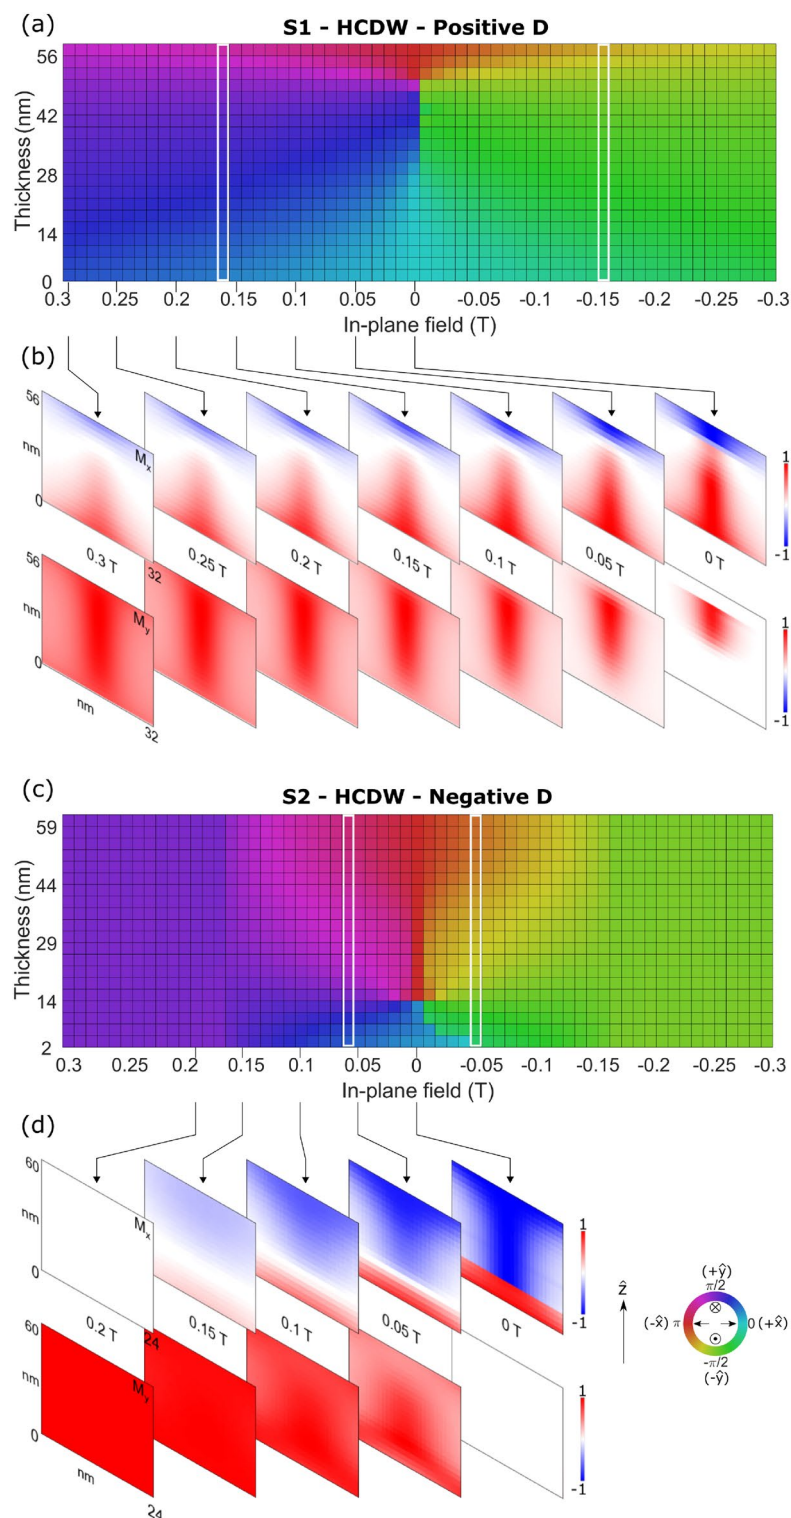 (a)
S1 - HCDW - Positive D
Thickness (nm)
56
42
28
14
0
0.3 0.25 0.2 0.15 0.1 0.05 0 -0.05 -0.1 -0.15 -0.2 -0.25 -0.3
In-plane field (T)
(b)
56
nm
0
Mx
1
-1
0.3 T 0.25 T 0.2 T 0.15 T 0.1 T 0.05 T 0 T
56
32
nm
0
My
1
-1
nm
32
(c)
S2 - HCDW - Negative D
Thickness (nm)
59
44
29
14
2
0.3 0.25 0.2 0.15 0.1 0.05 0 -0.05 -0.1 -0.15 -0.2 -0.25 -0.3
In-plane field (T)
(d)
60
nm
0
Mx
1
-1
0.2 T 0.15 T 0.1 T 0.05 T 0 T
60
24
nm
0
My
1
-1
nm
24
ẑ
(+ŷ)
π/2
(-x̂) π
0 (+x̂)
-π/2
(-ŷ)